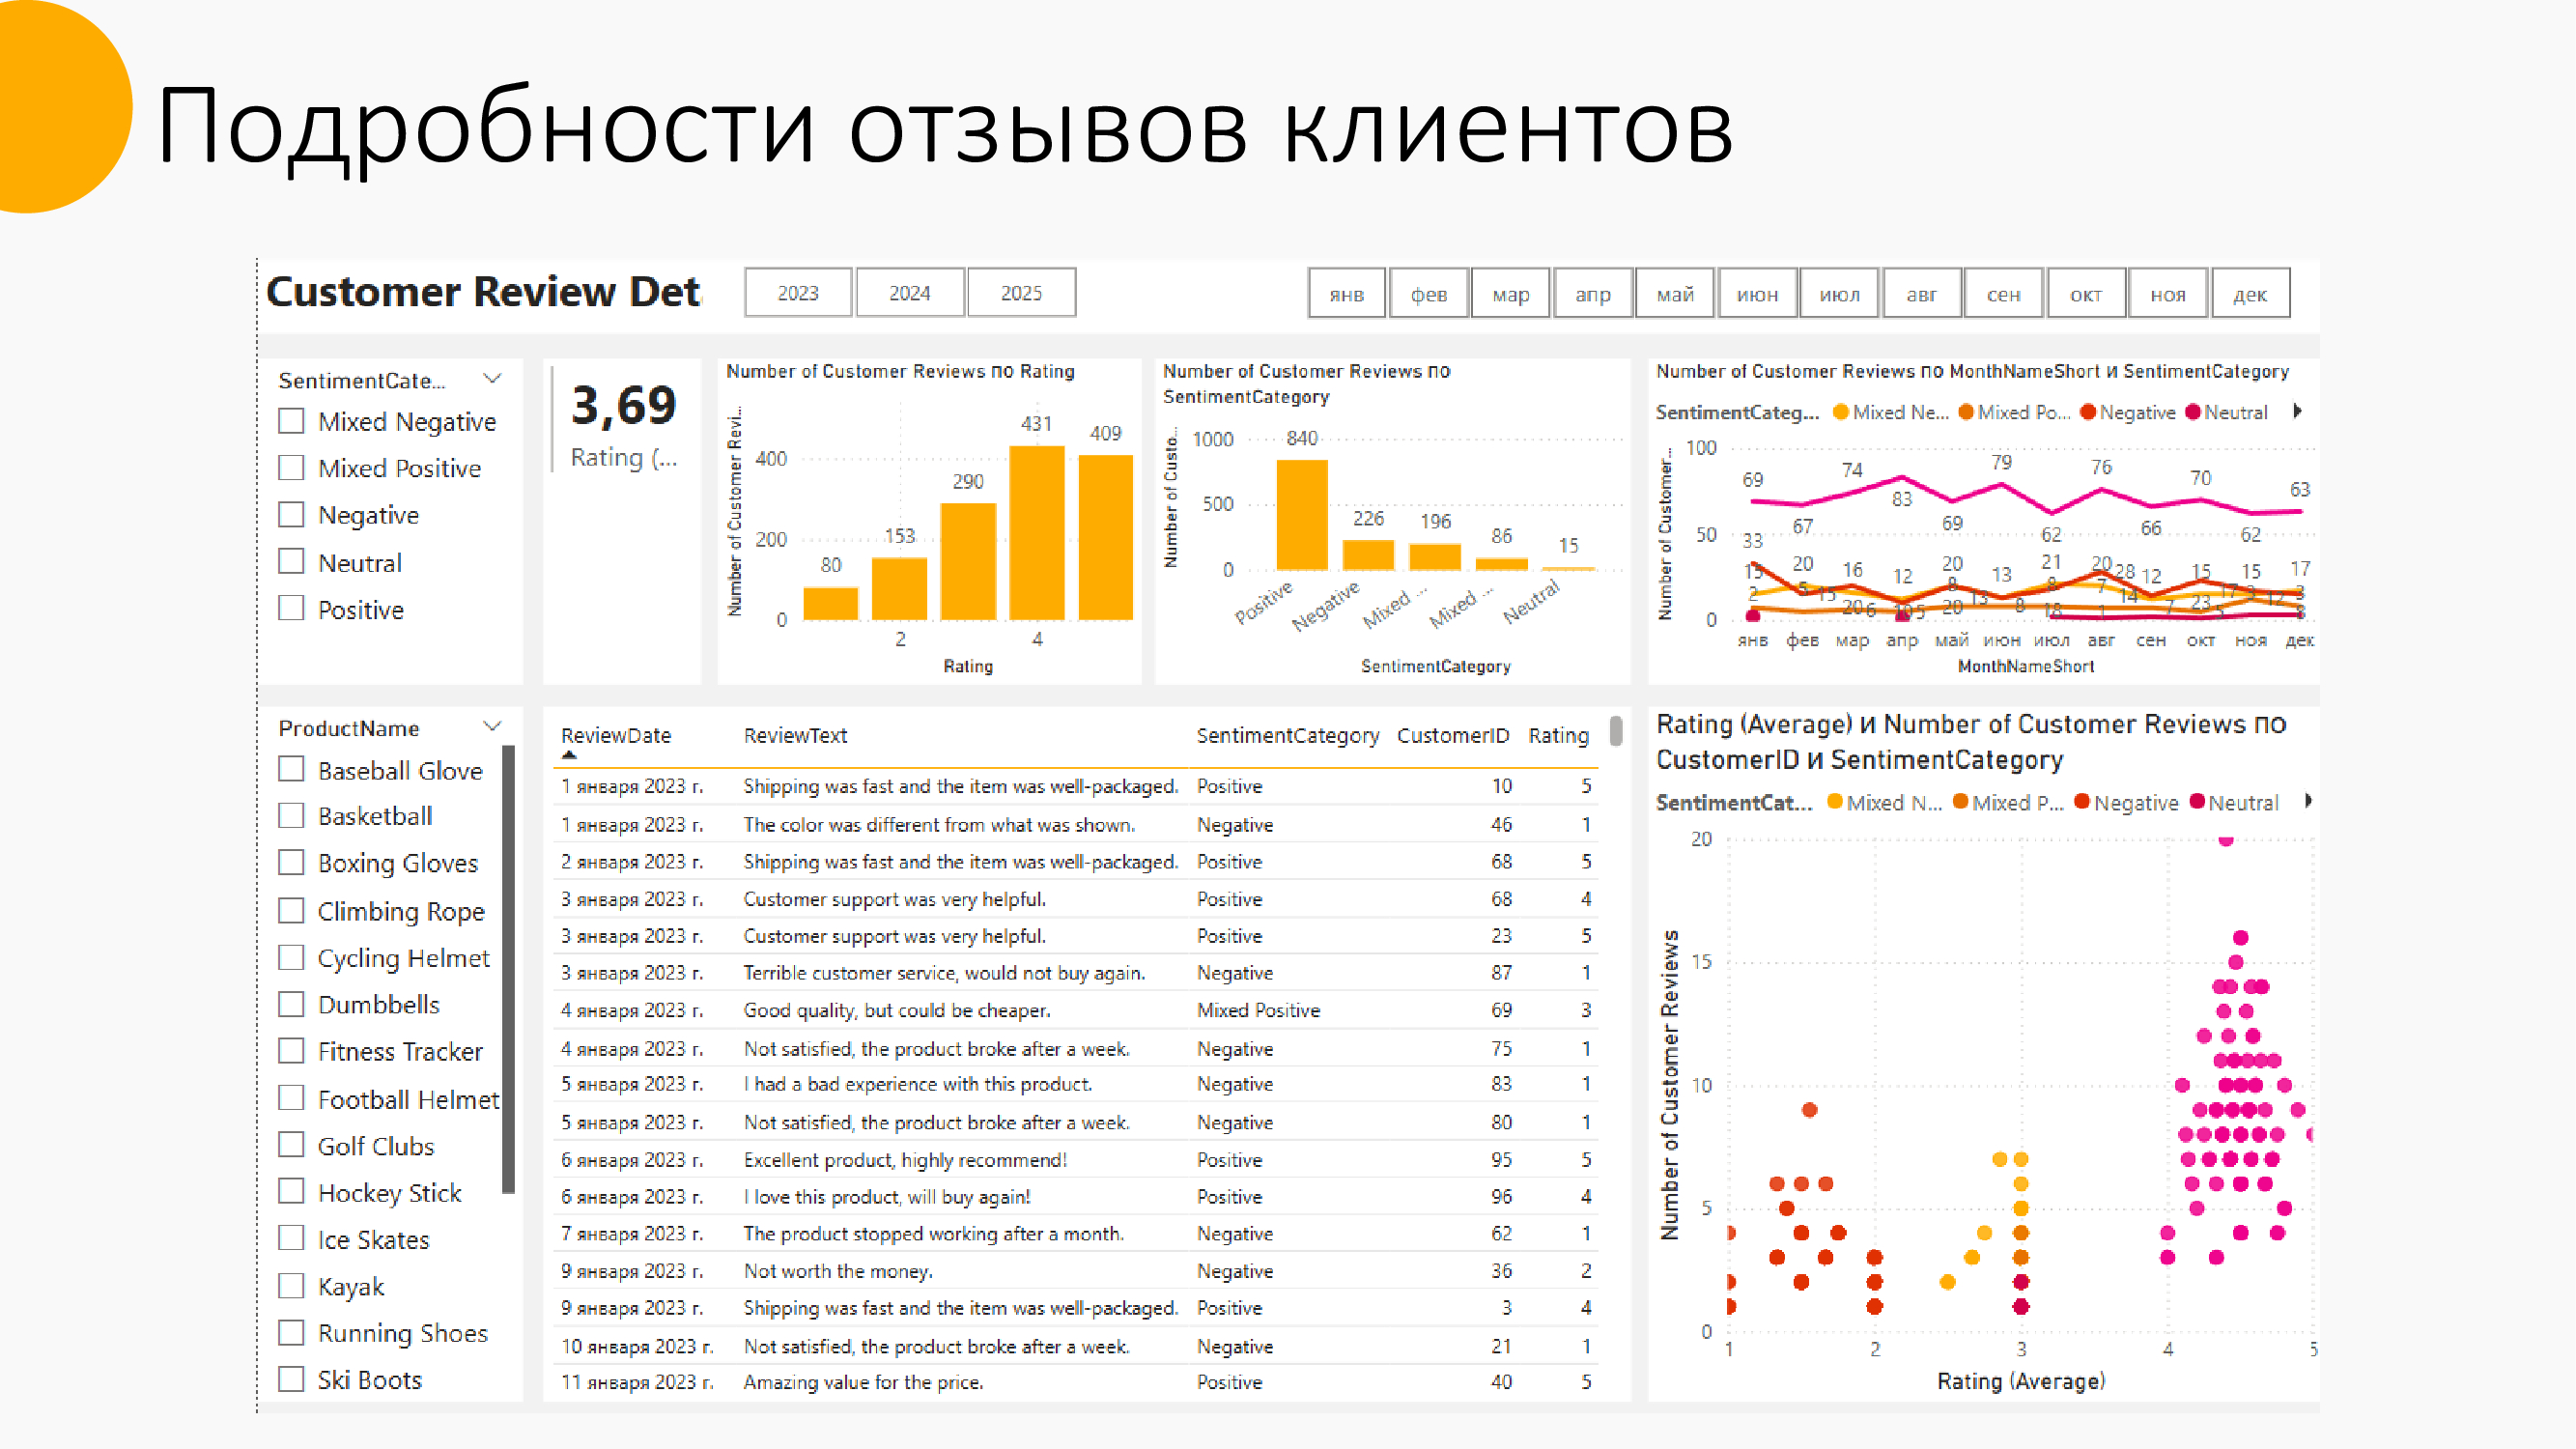 Подробности отзывов клиентов
Customer Review Det
2023 2024 2025
янв фев мар апр май июн июл авг сен окт ноя дек
SentimentCate...
Mixed Negative
Mixed Positive
Negative
Neutral
Positive
3,69
Rating (...
Number of Customer Reviews по Rating
Number of Customer Revi...
400
200
0
80
153
290
431
409
2 4
Rating
Number of Customer Reviews по
SentimentCategory
Number of Custo...
1000
500
0
840
226
196
86
15
Positive
Negative
Mixed ...
Mixed ...
Neutral
SentimentCategory
Number of Customer Reviews по MonthNameShort и SentimentCategory
SentimentCateg... Mixed Ne... Mixed Po... Negative Neutral
Number of Customer...
100
50
0
69 67 74 83 69 79 62 76 66 70 62 63
33 20 16 12 20 13 21 20 28 12 15 15 17
янв фев мар апр май июн июл авг сен окт ноя дек
MonthNameShort
ProductName
Baseball Glove
Basketball
Boxing Gloves
Climbing Rope
Cycling Helmet
Dumbbells
Fitness Tracker
Football Helmet
Golf Clubs
Hockey Stick
Ice Skates
Kayak
Running Shoes
Ski Boots
ReviewDate ReviewText SentimentCategory CustomerID Rating
1 января 2023 г. Shipping was fast and the item was well-packaged. Positive 10 5
1 января 2023 г. The color was different from what was shown. Negative 46 1
2 января 2023 г. Shipping was fast and the item was well-packaged. Positive 68 5
3 января 2023 г. Customer support was very helpful. Positive 68 4
3 января 2023 г. Customer support was very helpful. Positive 23 5
3 января 2023 г. Terrible customer service, would not buy again. Negative 87 1
4 января 2023 г. Good quality, but could be cheaper. Mixed Positive 69 3
4 января 2023 г. Not satisfied, the product broke after a week. Negative 75 1
5 января 2023 г. I had a bad experience with this product. Negative 83 1
5 января 2023 г. Not satisfied, the product broke after a week. Negative 80 1
6 января 2023 г. Excellent product, highly recommend! Positive 95 5
6 января 2023 г. I love this product, will buy again! Positive 96 4
7 января 2023 г. The product stopped working after a month. Negative 62 1
9 января 2023 г. Not worth the money. Negative 36 2
9 января 2023 г. Shipping was fast and the item was well-packaged. Positive 3 4
10 января 2023 г. Not satisfied, the product broke after a week. Negative 21 1
11 января 2023 г. Amazing value for the price. Positive 40 5
Rating (Average) и Number of Customer Reviews по
CustomerID и SentimentCategory
SentimentCat... Mixed N... Mixed P... Negative Neutral
Number of Customer Reviews
20
15
10
5
0
1 2 3 4 5
Rating (Average)